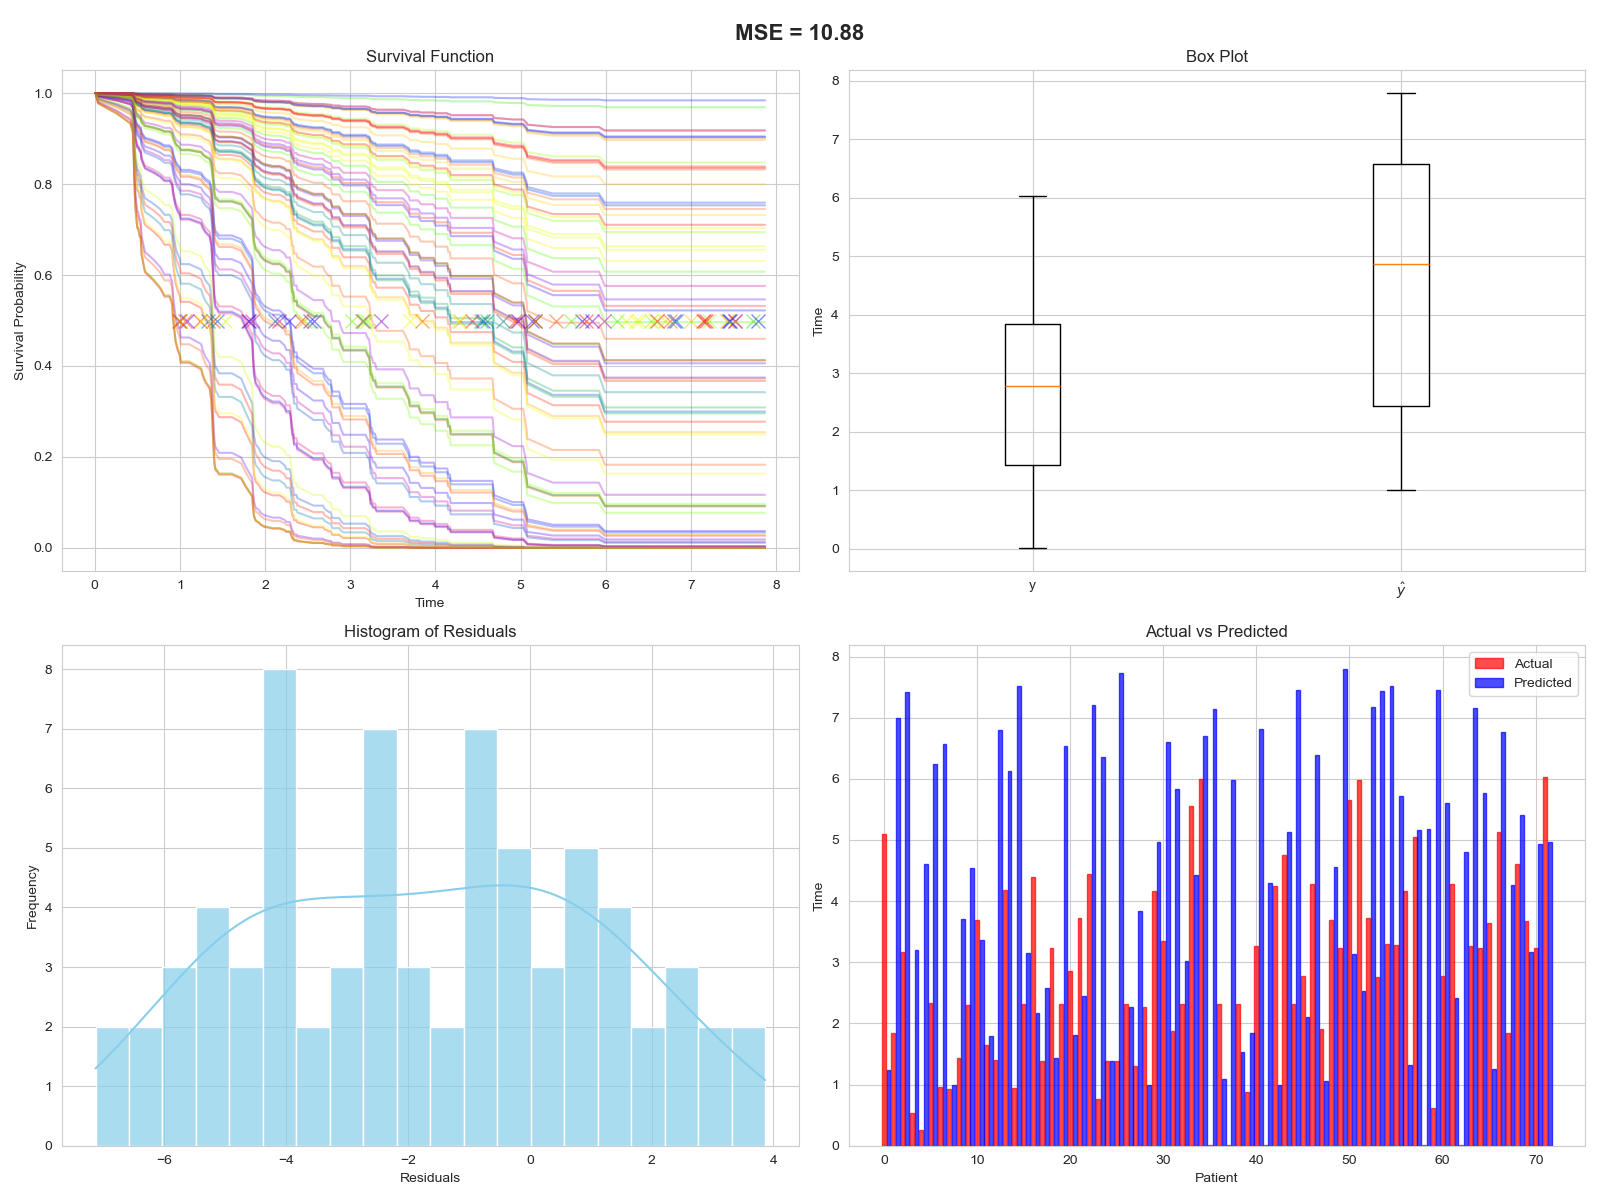 MSE = 10.88
Survival Function
Survival Probability
1.0
0.8
0.6
0.4
0.2
0.0
0 1 2 3 4 5 6 7 8
Time
Box Plot
Time
8
7
6
5
4
3
2
1
0
y ŷ
Histogram of Residuals
Frequency
8
7
6
5
4
3
2
1
0
−6 −4 −2 0 2 4
Residuals
Actual vs Predicted
Actual
Predicted
Time
8
7
6
5
4
3
2
1
0
0 10 20 30 40 50 60 70
Patient